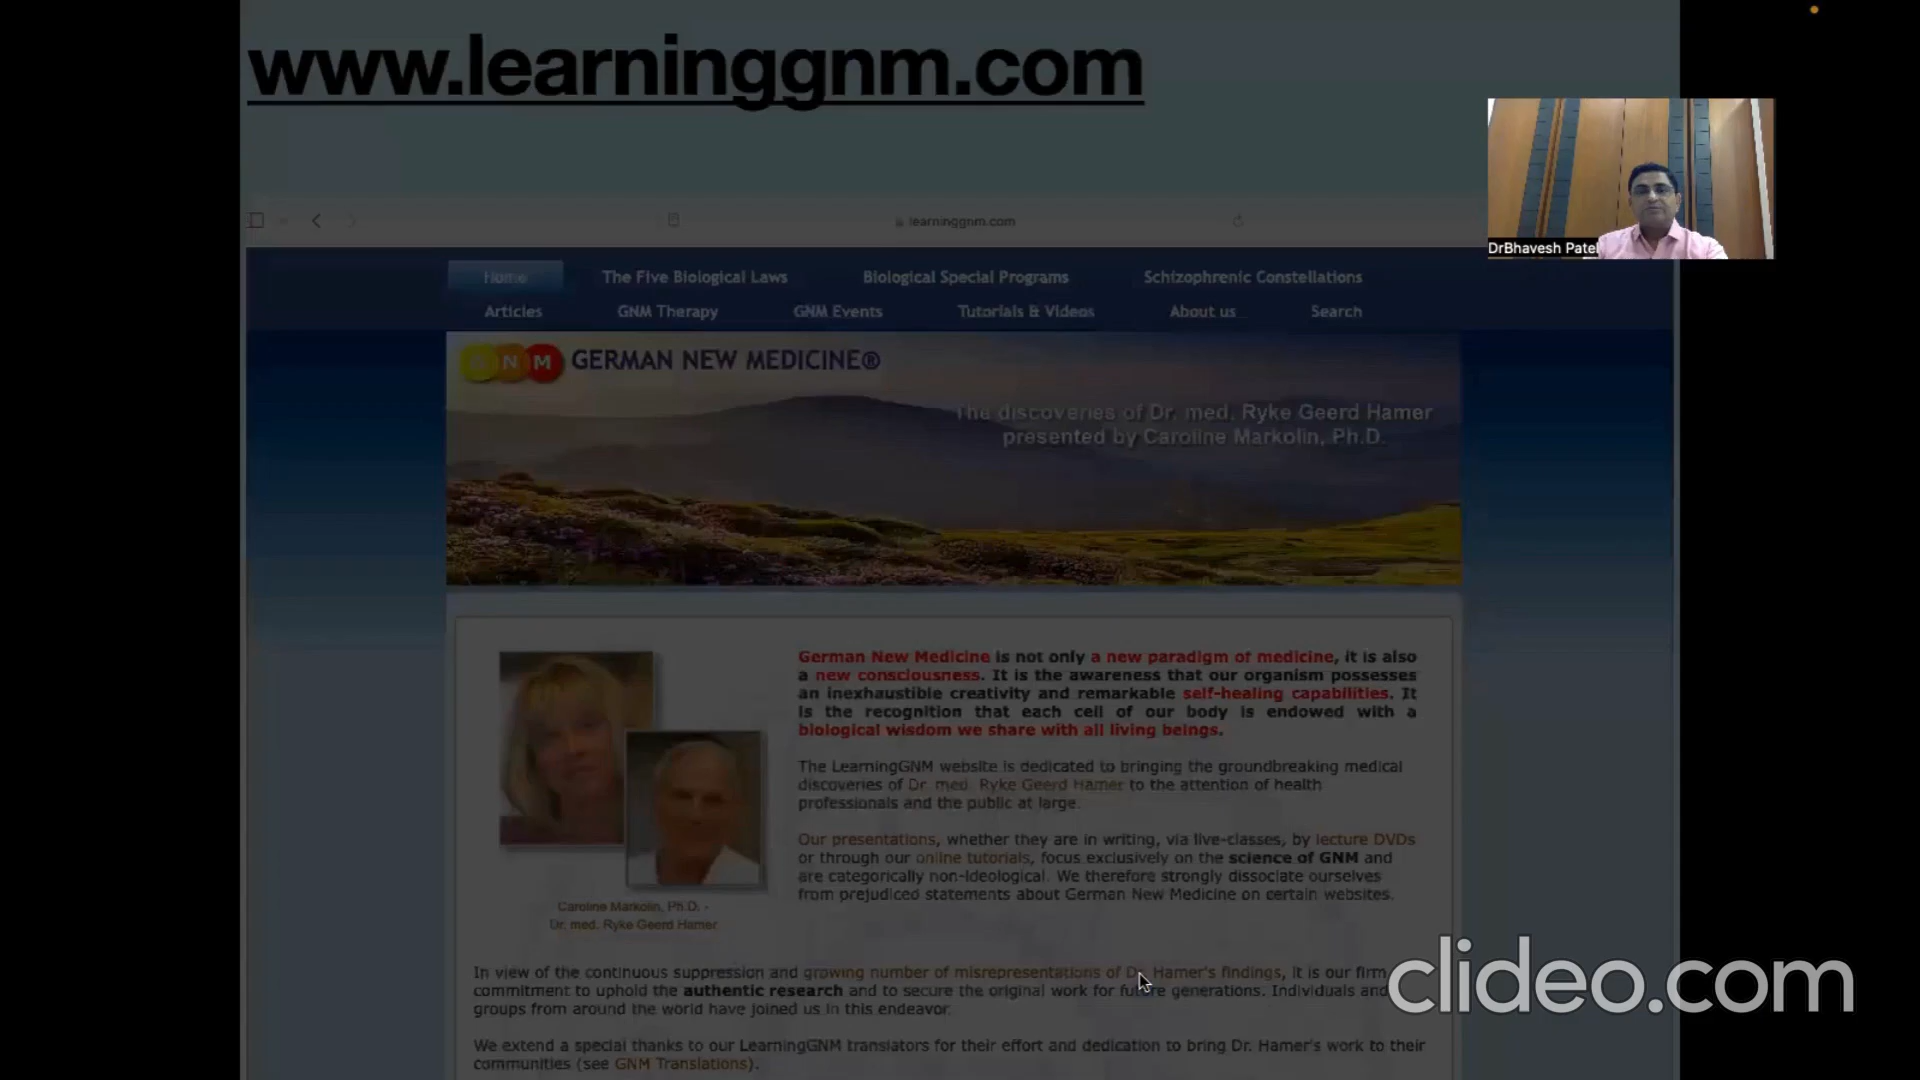 www.learninggnm.com
learninggnm.com
DrBhavesh Patel
Home The Five Biological Laws Biological Special Programs Schizophrenic Constellations
Articles GNM Therapy GNM Events Tutorials & Videos About us Search
GNM GERMAN NEW MEDICINE®
The discoveries of Dr. med. Ryke Geerd Hamer
presented by Caroline Markolin, Ph.D.
German New Medicine is not only a new paradigm of medicine, it is also
a new consciousness. It is the awareness that our organism possesses
an inexhaustible creativity and remarkable self-healing capabilities. It
is the recognition that each cell of our body is endowed with a
biological wisdom we share with all living beings.
The LearningGNM website is dedicated to bringing the groundbreaking medical
discoveries of Dr. med. Ryke Geerd Hamer to the attention of health
professionals and the public at large.
Our presentations, whether they are in writing, via live-classes, by lecture DVDs
or through our online tutorials, focus exclusively on the science of GNM and
are categorically non-ideological. We therefore strongly dissociate ourselves
from prejudiced statements about German New Medicine on certain websites.
Caroline Markolin, Ph.D. -
Dr. med. Ryke Geerd Hamer
In view of the continuous suppression and growing number of misrepresentations of Dr. Hamer's findings, it is our firm
commitment to uphold the authentic research and to secure the original work for future generations. Individuals and
groups from around the world have joined us in this endeavor.
We extend a special thanks to our LearningGNM translators for their effort and dedication to bring Dr. Hamer's work to their
communities (see GNM Translations).
clideo.com